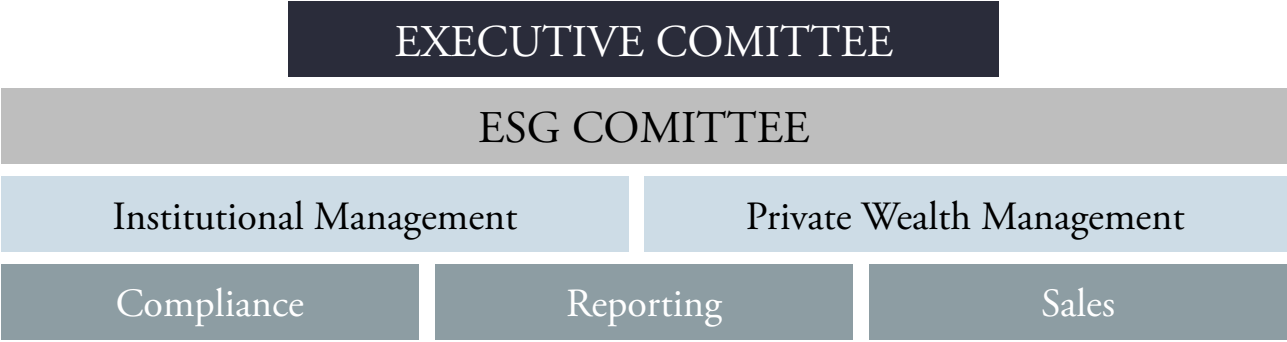 EXECUTIVE COMITTEE
ESG COMITTEE
Institutional Management
Private Wealth Management
Compliance
Reporting
Sales